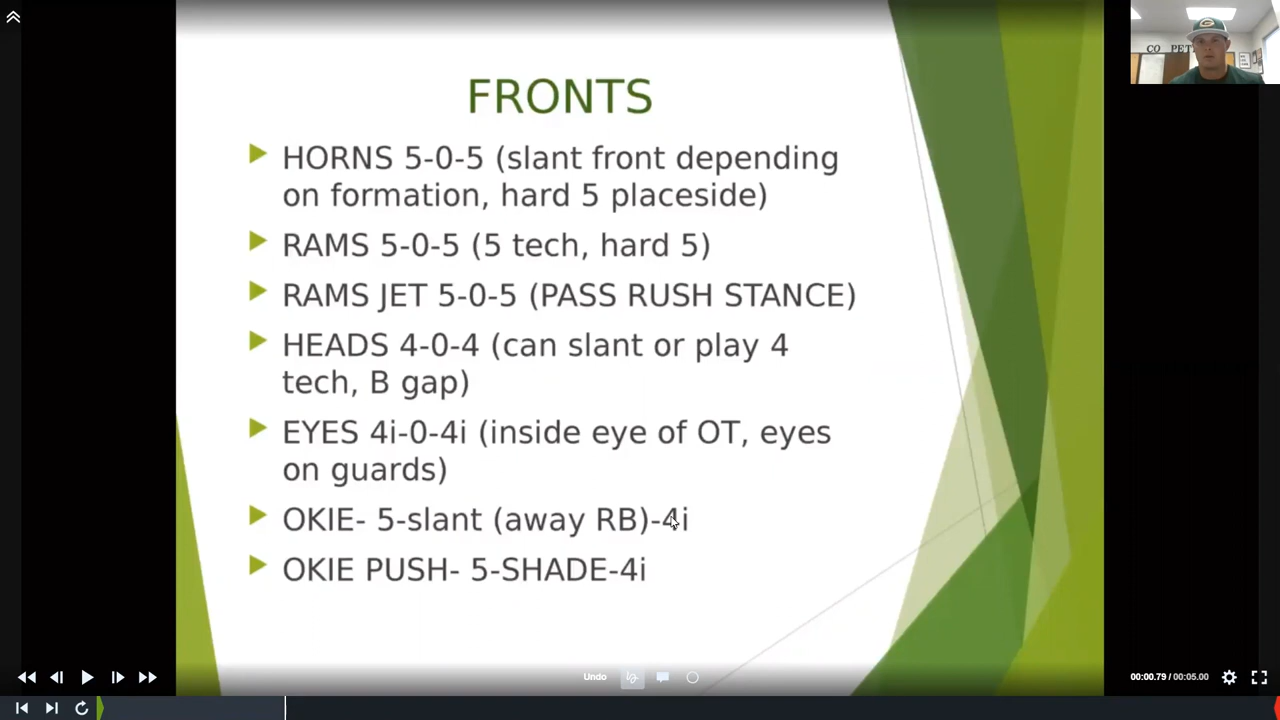 FRONTS
HORNS 5-0-5 (slant front depending
on formation, hard 5 placeside)
RAMS 5-0-5 (5 tech, hard 5)
RAMS JET 5-0-5 (PASS RUSH STANCE)
HEADS 4-0-4 (can slant or play 4
tech, B gap)
EYES 4i-0-4i (inside eye of OT, eyes
on guards)
OKIE- 5-slant (away RB)-4i
OKIE PUSH- 5-SHADE-4i
CO PET
Undo
00:00.79 / 00:05.00